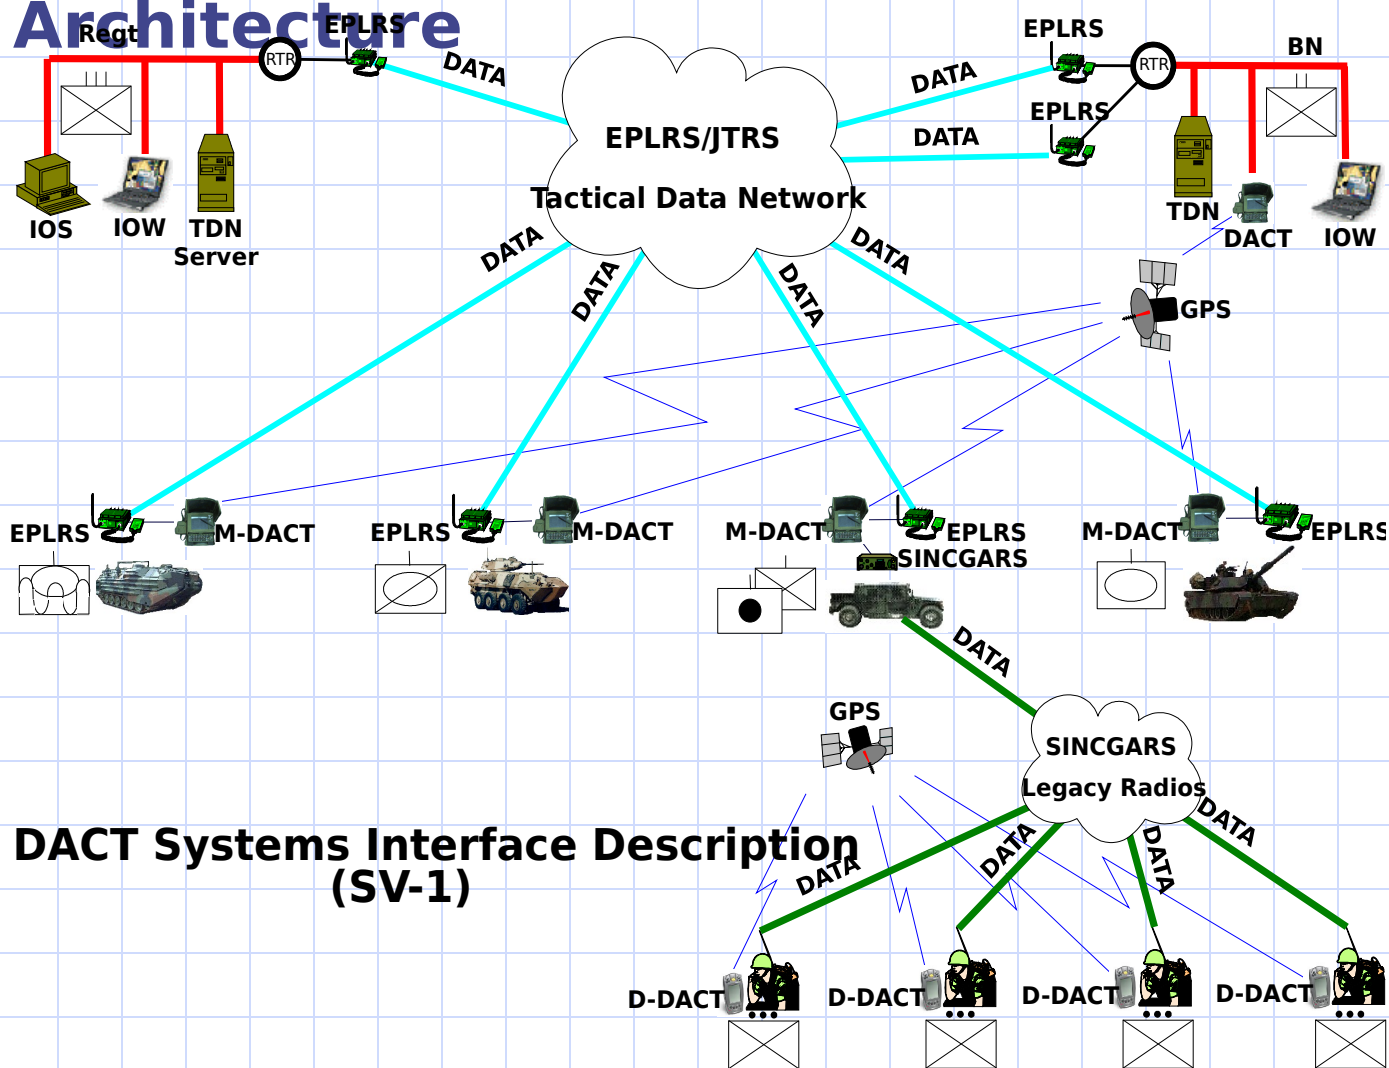 Architecture
Regt
EPLRS
RTR
DATA
EPLRS
DATA
RTR
BN
EPLRS
DATA
EPLRS/JTRS
Tactical Data Network
IOS
IOW
TDN
Server
TDN
DACT
IOW
DATA
DATA
DATA
DATA
GPS
EPLRS
M-DACT
EPLRS
M-DACT
M-DACT
EPLRS
SINCGARS
M-DACT
EPLRS
DATA
GPS
SINCGARS
Legacy Radios
DACT Systems Interface Description
(SV-1)
DATA
DATA
DATA
DATA
D-DACT
D-DACT
D-DACT
D-DACT